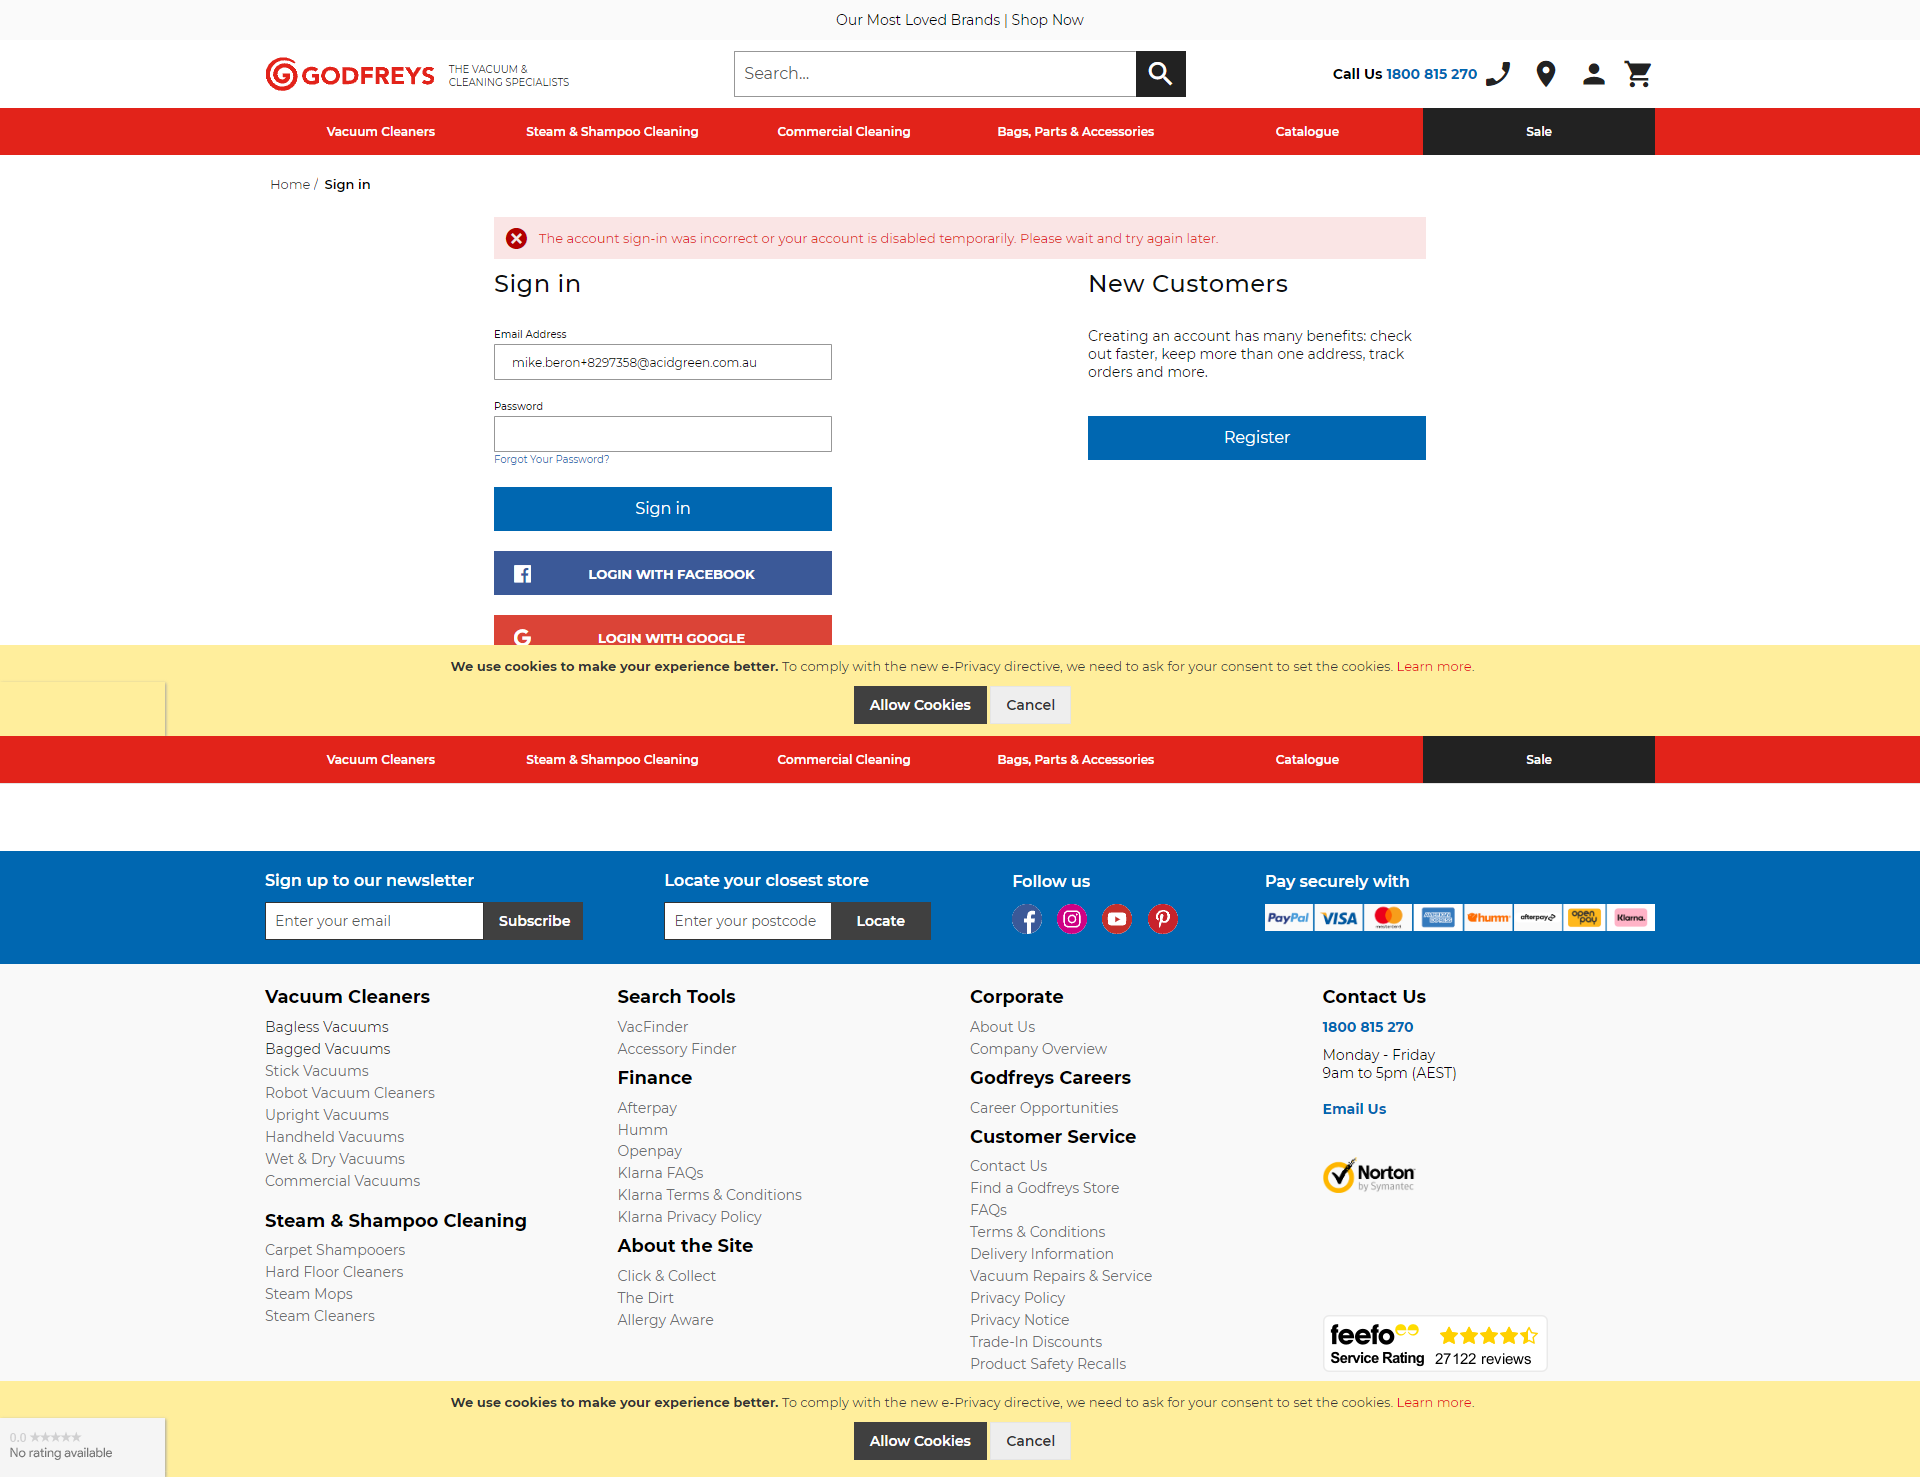 Our Most Loved Brands | Shop Now
GODFREYS
THE VACUUM &
CLEANING SPECIALISTS
Search...
Call Us 1800 815 270
Vacuum Cleaners
Steam & Shampoo Cleaning
Commercial Cleaning
Bags, Parts & Accessories
Catalogue
Sale
Home / Sign in
The account sign-in was incorrect or your account is disabled temporarily. Please wait and try again later.
Sign in
Email Address
mike.beron+8297358@acidgreen.com.au
Password
Forgot Your Password?
Sign in
LOGIN WITH FACEBOOK
LOGIN WITH GOOGLE
New Customers
Creating an account has many benefits: check
out faster, keep more than one address, track
orders and more.
Register
We use cookies to make your experience better. To comply with the new e-Privacy directive, we need to ask for your consent to set the cookies. Learn more.
Allow Cookies
Cancel
Vacuum Cleaners
Steam & Shampoo Cleaning
Commercial Cleaning
Bags, Parts & Accessories
Catalogue
Sale
Sign up to our newsletter
Enter your email
Subscribe
Locate your closest store
Enter your postcode
Locate
Follow us
Pay securely with
PayPal
VISA
mastercard
AMERICAN EXPRESS
humm
afterpay
open pay
Klarna.
Vacuum Cleaners
Bagless Vacuums
Bagged Vacuums
Stick Vacuums
Robot Vacuum Cleaners
Upright Vacuums
Handheld Vacuums
Wet & Dry Vacuums
Commercial Vacuums
Steam & Shampoo Cleaning
Carpet Shampooers
Hard Floor Cleaners
Steam Mops
Steam Cleaners
Search Tools
VacFinder
Accessory Finder
Finance
Afterpay
Humm
Openpay
Klarna FAQs
Klarna Terms & Conditions
Klarna Privacy Policy
About the Site
Click & Collect
The Dirt
Allergy Aware
Corporate
About Us
Company Overview
Godfreys Careers
Career Opportunities
Customer Service
Contact Us
Find a Godfreys Store
FAQs
Terms & Conditions
Delivery Information
Vacuum Repairs & Service
Privacy Policy
Privacy Notice
Trade-In Discounts
Product Safety Recalls
Contact Us
1800 815 270
Monday - Friday
9am to 5pm (AEST)
Email Us
Norton
by Symantec
feefo
Service Rating 27122 reviews
We use cookies to make your experience better. To comply with the new e-Privacy directive, we need to ask for your consent to set the cookies. Learn more.
Allow Cookies
Cancel
0.0
No rating available